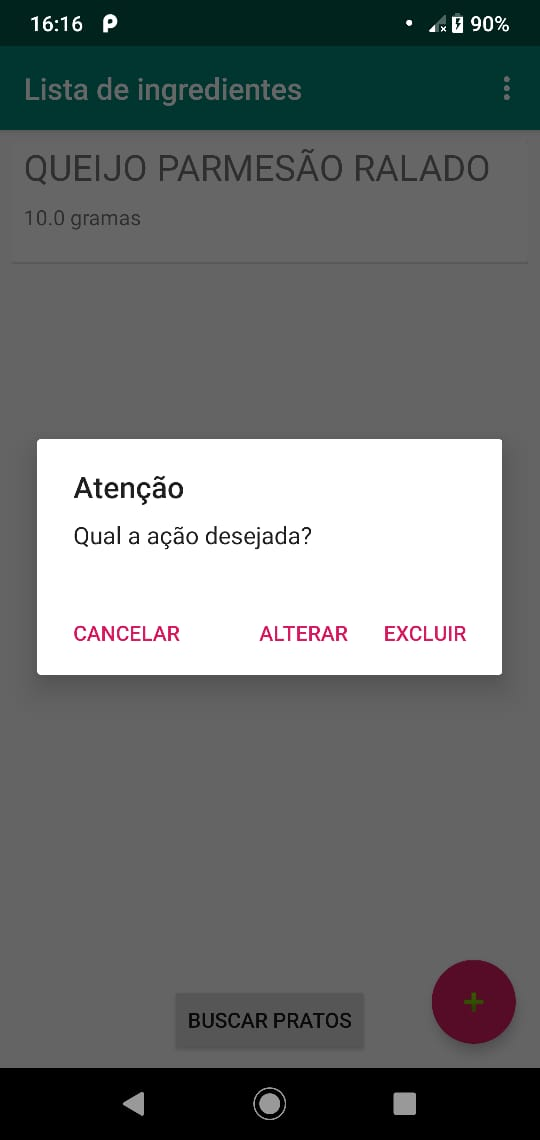 16:16 90%
Lista de ingredientes
QUEIJO PARMESÃO RALADO
10.0 gramas
Atenção
Qual a ação desejada?
CANCELAR ALTERAR EXCLUIR
BUSCAR PRATOS
+